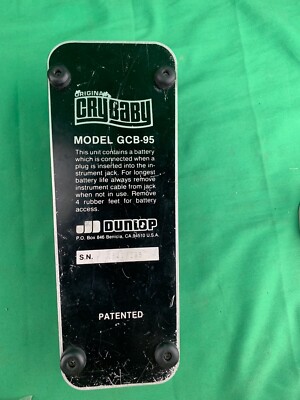 ORIGINAL
CRYBABY
MODEL GCB-95
This unit contains a battery
which is connected when a
plug is inserted into the in-
strument jack. For longest
battery life always remove
instrument cable from jack
when not in use. Remove
4 rubber feet for battery
access.
DUNLOP
P.O. Box 846 Benicia, CA 94510 U.S.A.
S.N.
PATENTED